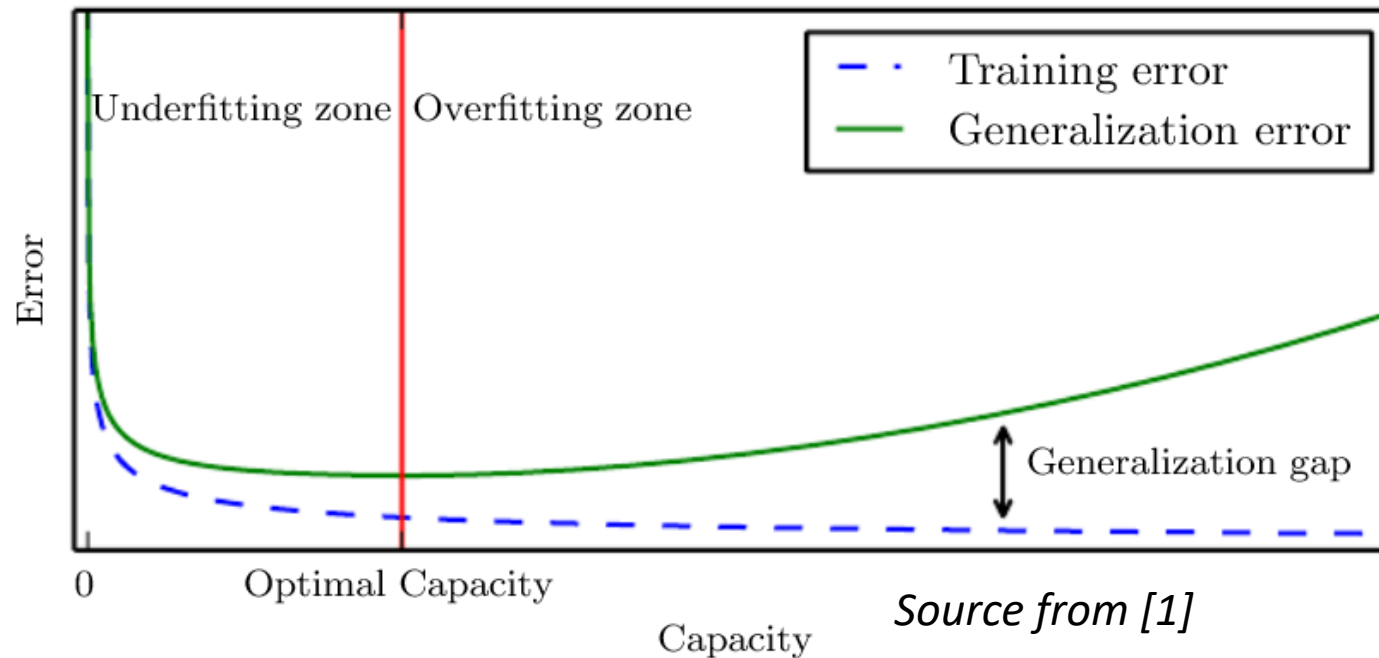 Training error
Generalization error
Underfitting zone
Overfitting zone
Error
Generalization gap
0
Optimal Capacity
Capacity
Source from [1]